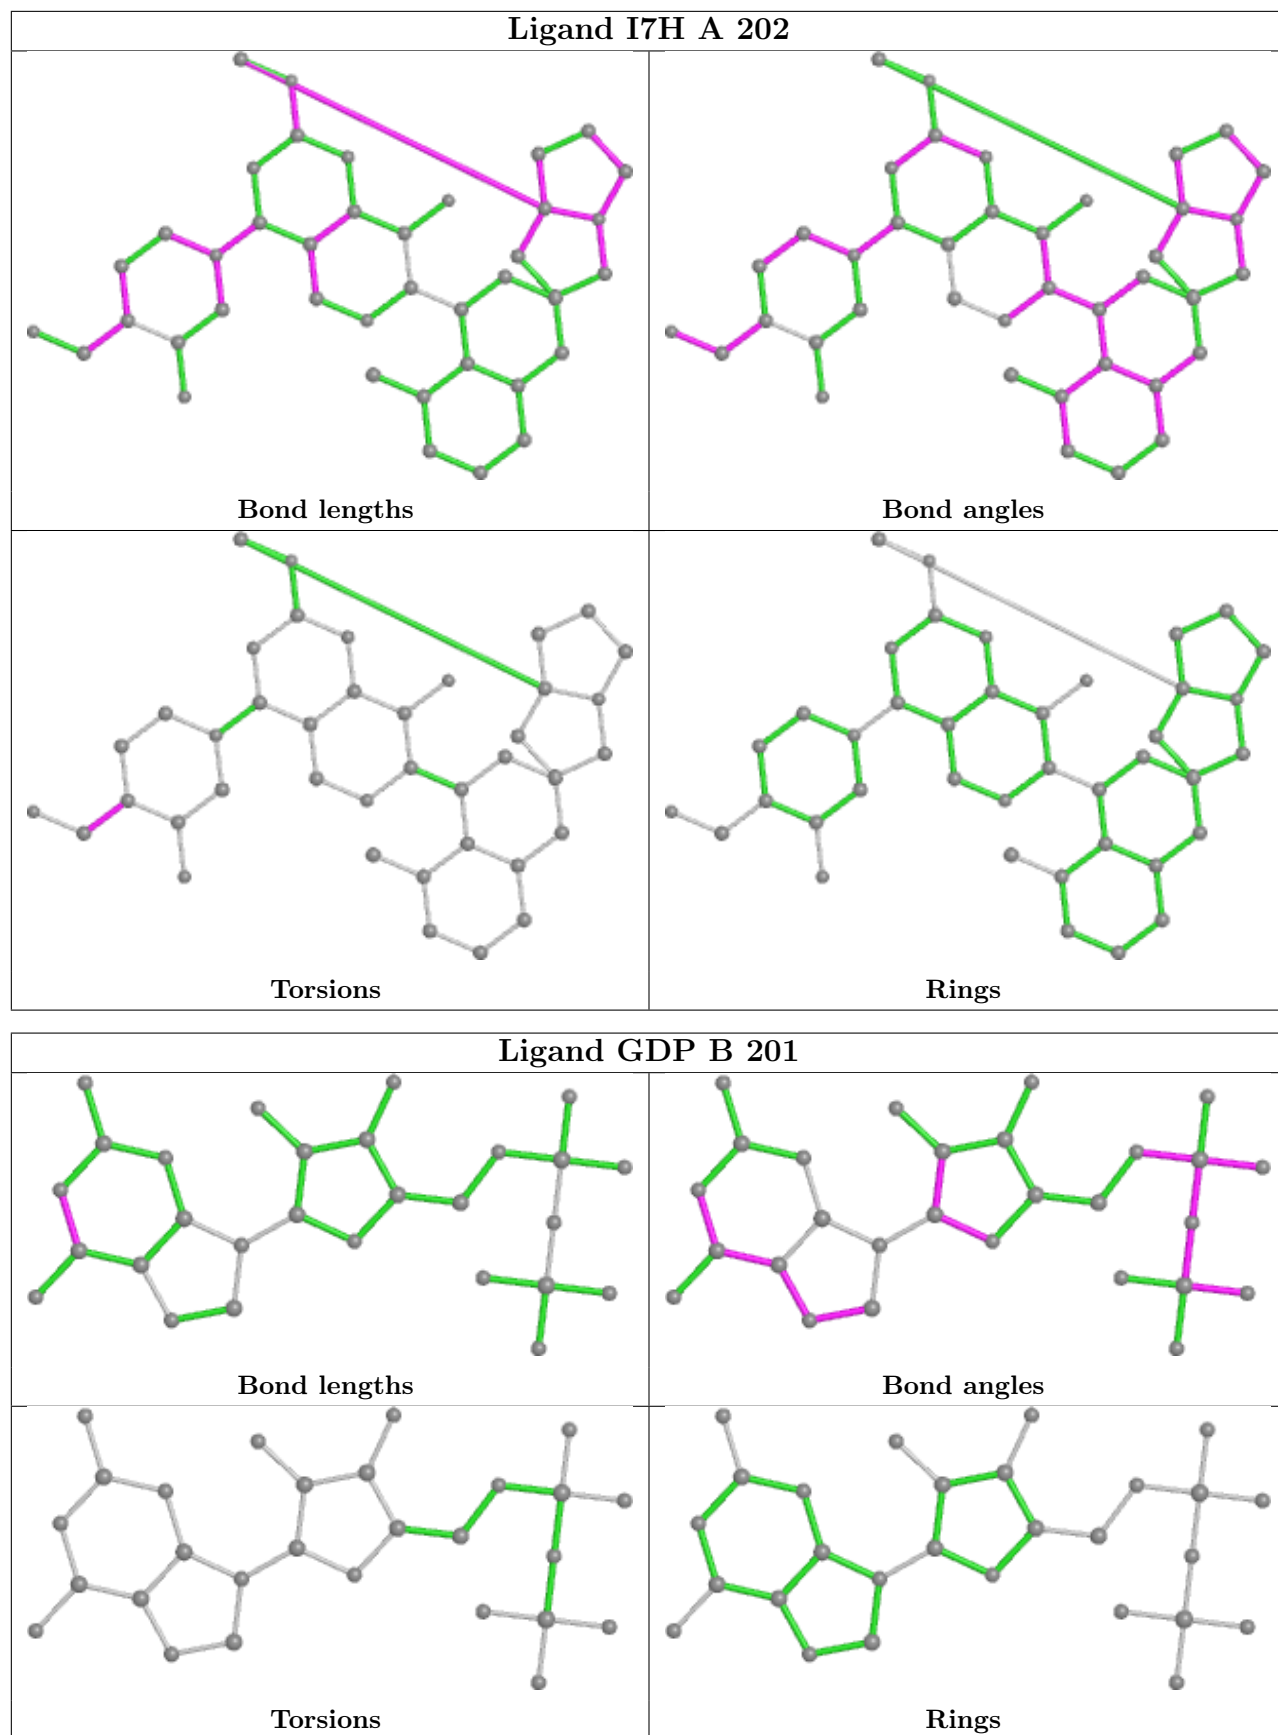 Ligand I7H A 202
Bond lengths
Bond angles
Torsions
Rings
Ligand GDP B 201
Bond lengths
Bond angles
Torsions
Rings